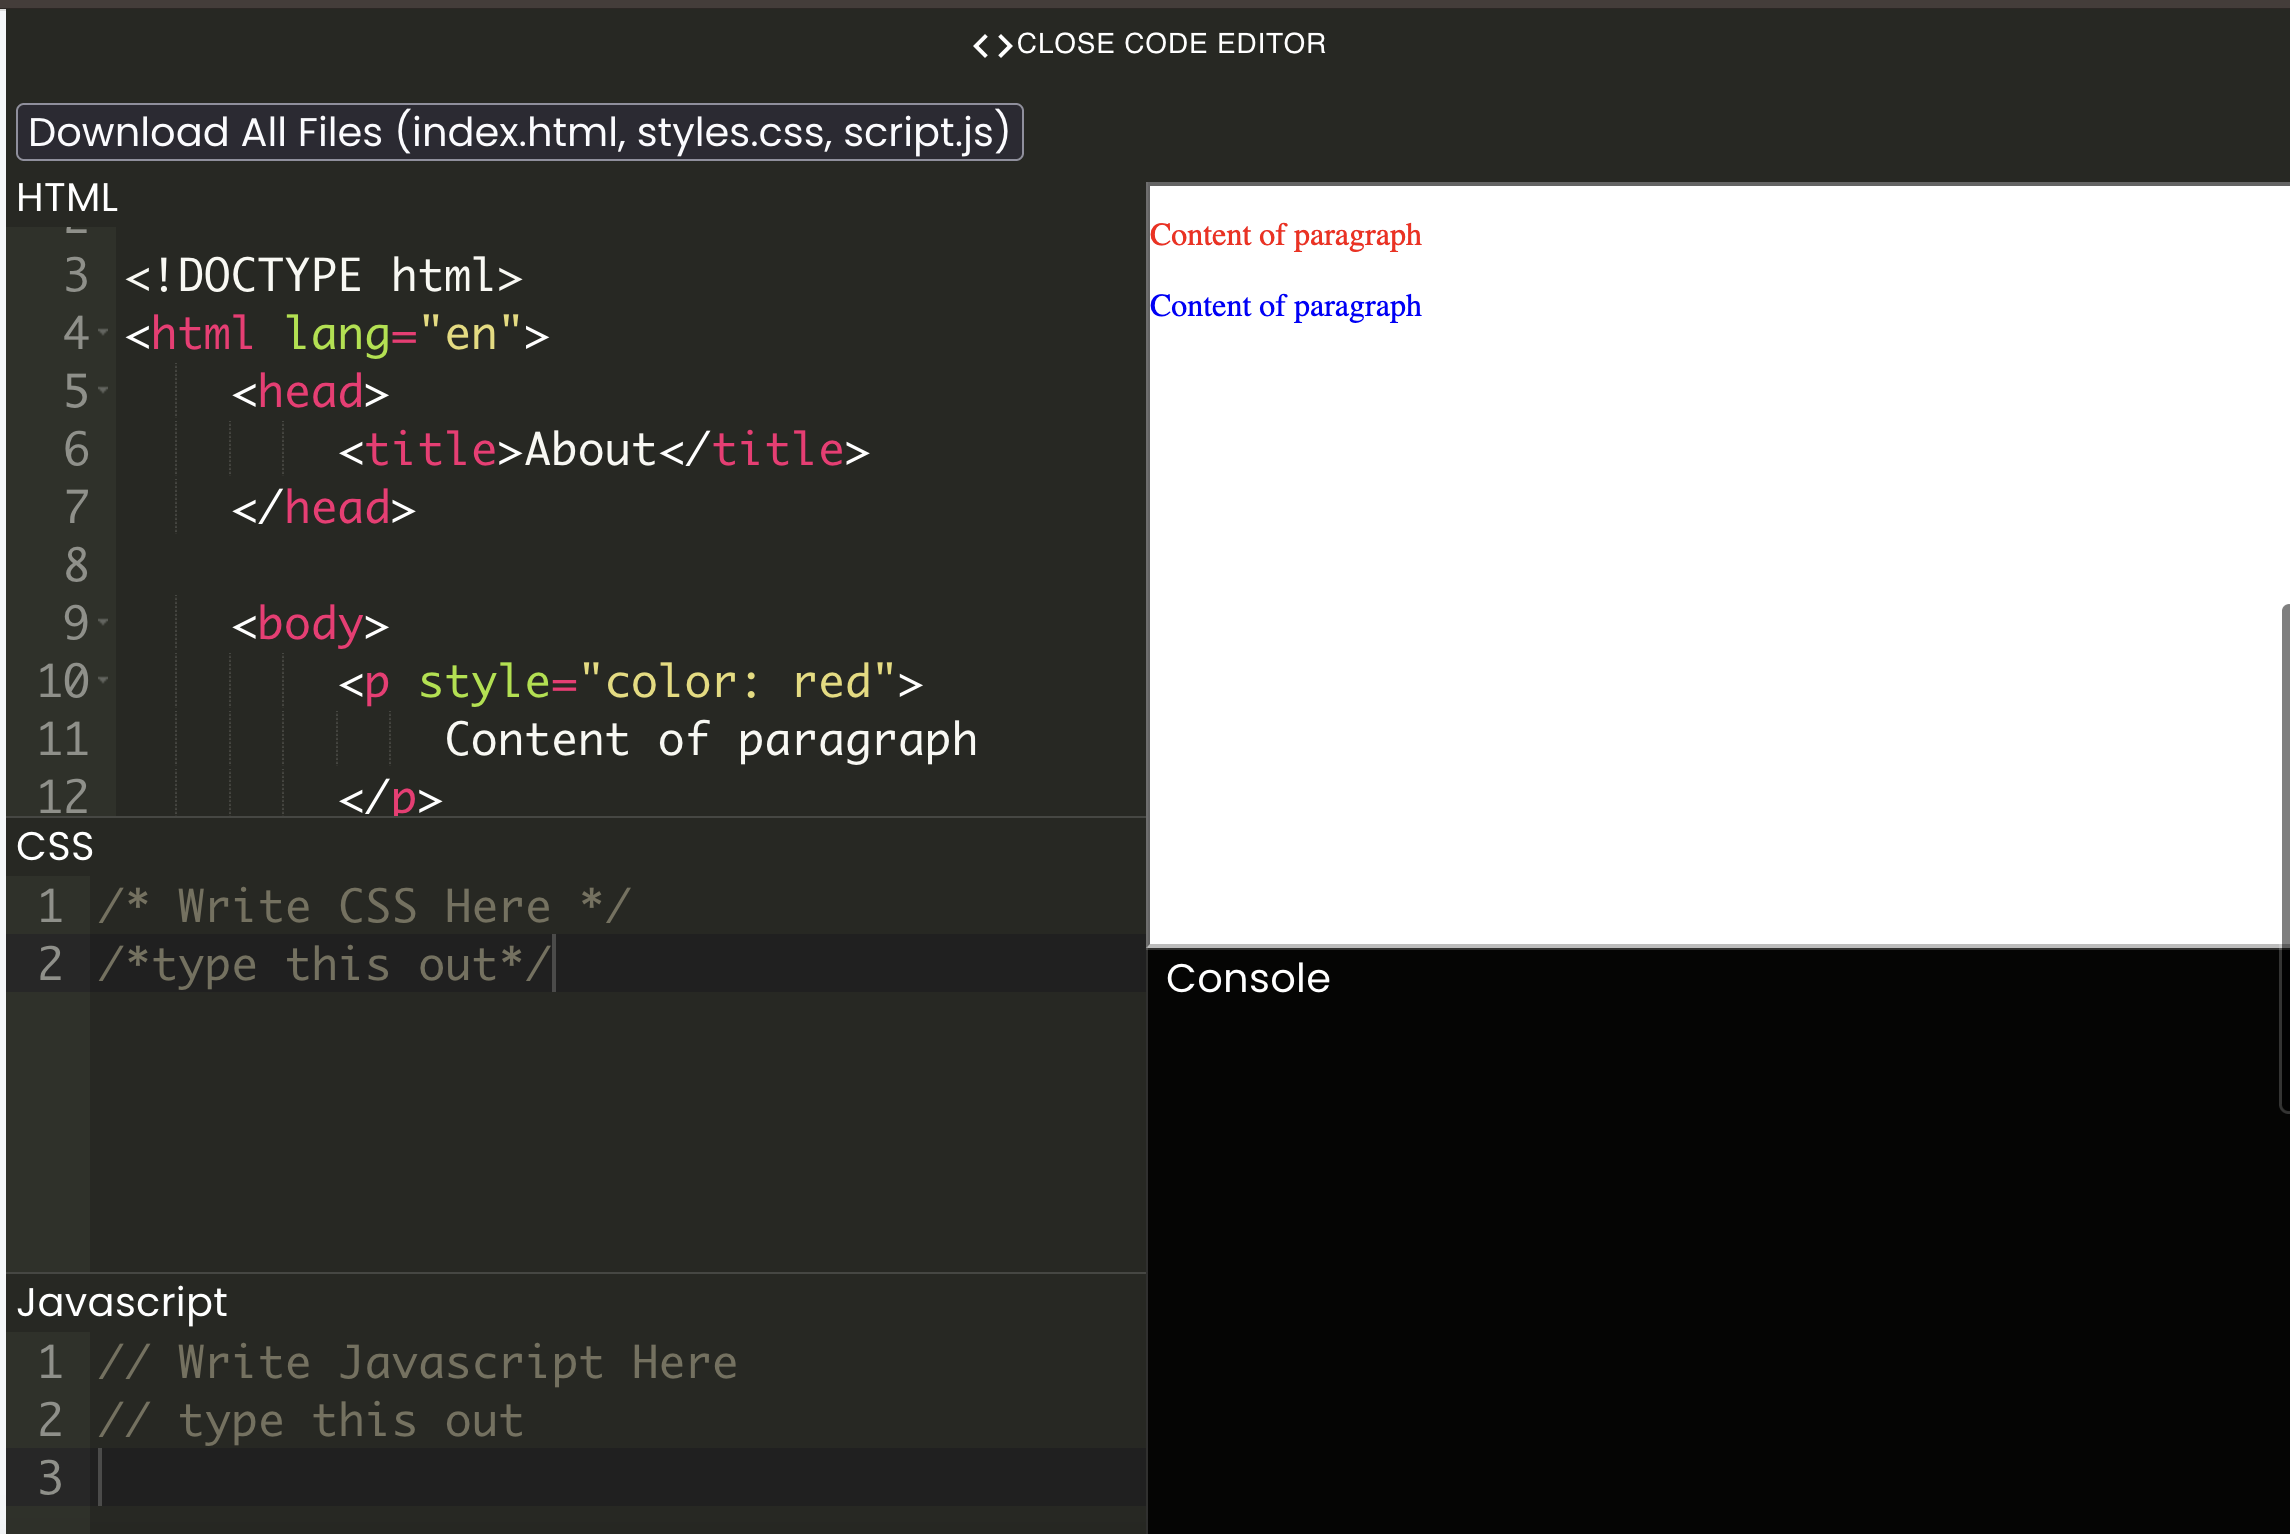 <>CLOSE CODE EDITOR
Download All Files (index.html, styles.css, script.js)
HTML
3 <!DOCTYPE html>
4 <html lang="en">
5 <head>
6 <title>About</title>
7 </head>
8
9 <body>
10 <p style="color: red">
11 Content of paragraph
12 </p>
CSS
1 /* Write CSS Here */
2 /*type this out*/
Javascript
1 // Write Javascript Here
2 // type this out
3
Content of paragraph
Content of paragraph
Console